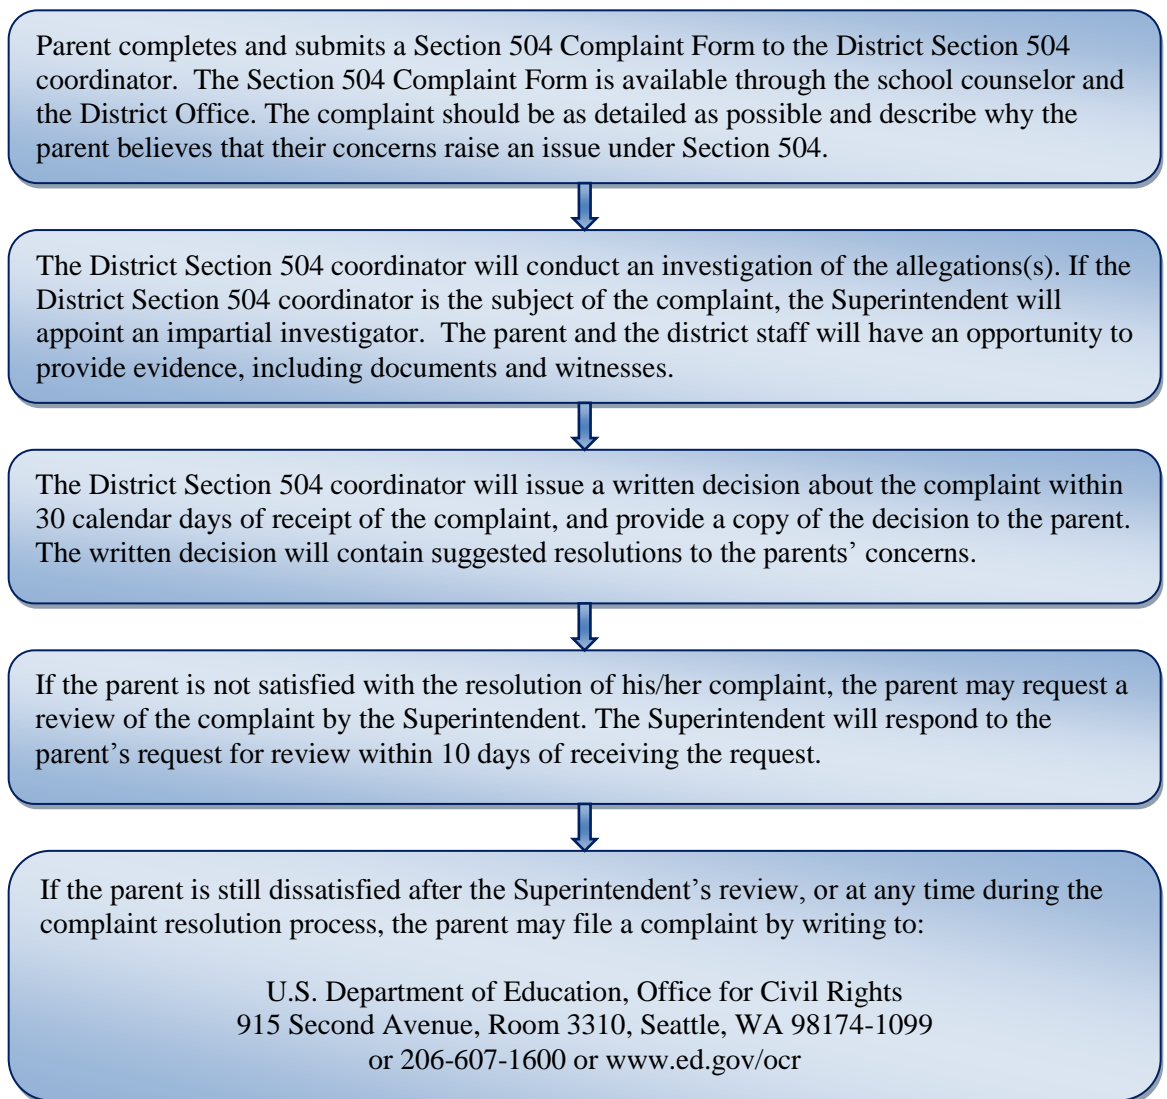 Parent completes and submits a Section 504 Complaint Form to the District Section 504
coordinator.  The Section 504 Complaint Form is available through the school counselor and
the District Office. The complaint should be as detailed as possible and describe why the
parent believes that their concerns raise an issue under Section 504.
The District Section 504 coordinator will conduct an investigation of the allegations(s). If the
District Section 504 coordinator is the subject of the complaint, the Superintendent will
appoint an impartial investigator.  The parent and the district staff will have an opportunity to
provide evidence, including documents and witnesses.
The District Section 504 coordinator will issue a written decision about the complaint within
30 calendar days of receipt of the complaint, and provide a copy of the decision to the parent.
The written decision will contain suggested resolutions to the parents’ concerns.
If the parent is not satisfied with the resolution of his/her complaint, the parent may request a
review of the complaint by the Superintendent. The Superintendent will respond to the
parent’s request for review within 10 days of receiving the request.
If the parent is still dissatisfied after the Superintendent’s review, or at any time during the
complaint resolution process, the parent may file a complaint by writing to:
U.S. Department of Education, Office for Civil Rights
915 Second Avenue, Room 3310, Seattle, WA 98174-1099
or 206-607-1600 or www.ed.gov/ocr